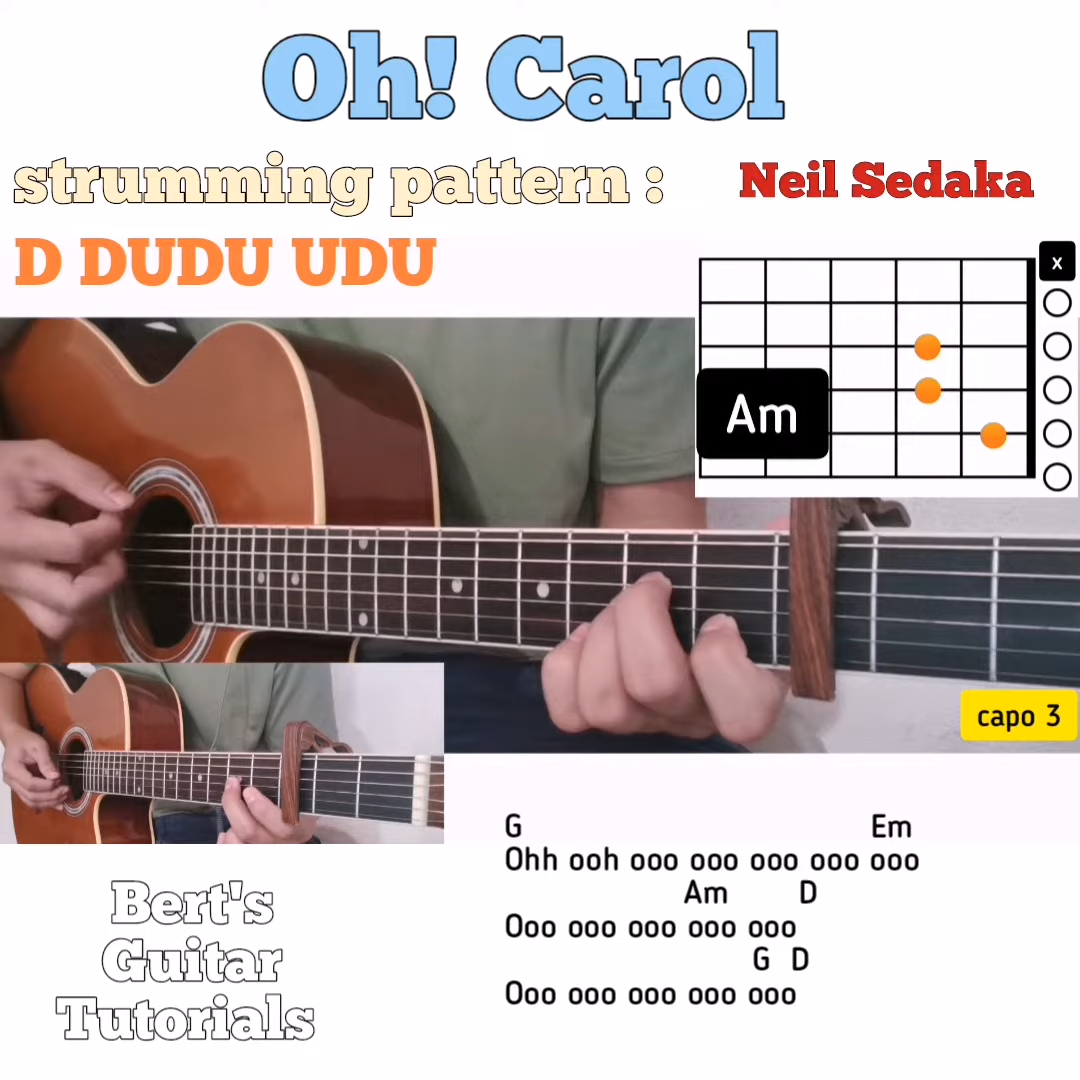 Oh! Carol
strumming pattern :
Neil Sedaka
D DUDU UDU
x
Am
capo 3
G Em
Ohh ooh ooo ooo ooo ooo ooo
Am D
Ooo ooo ooo ooo ooo
G D
Ooo ooo ooo ooo ooo
Bert's
Guitar
Tutorials